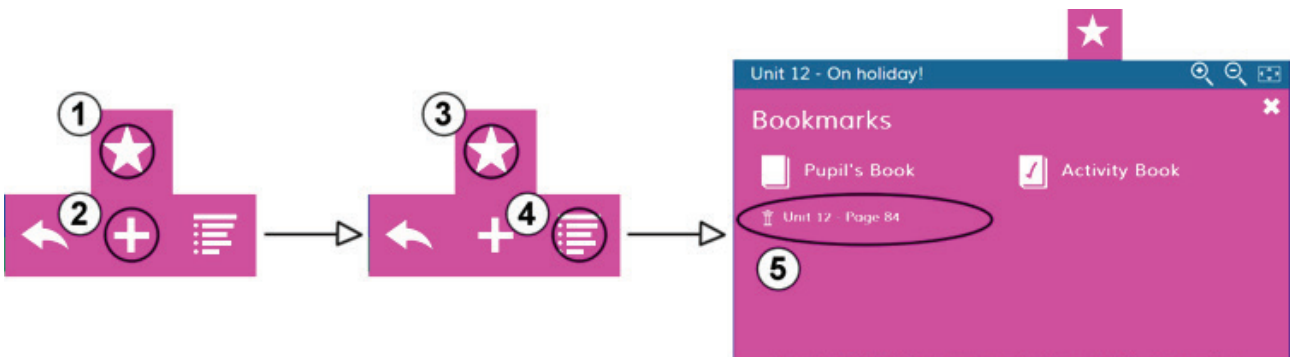 1
2
3
4
Unit 12 - On holiday!
Bookmarks
Pupil's Book
Activity Book
Unit 12 - Page 84
5